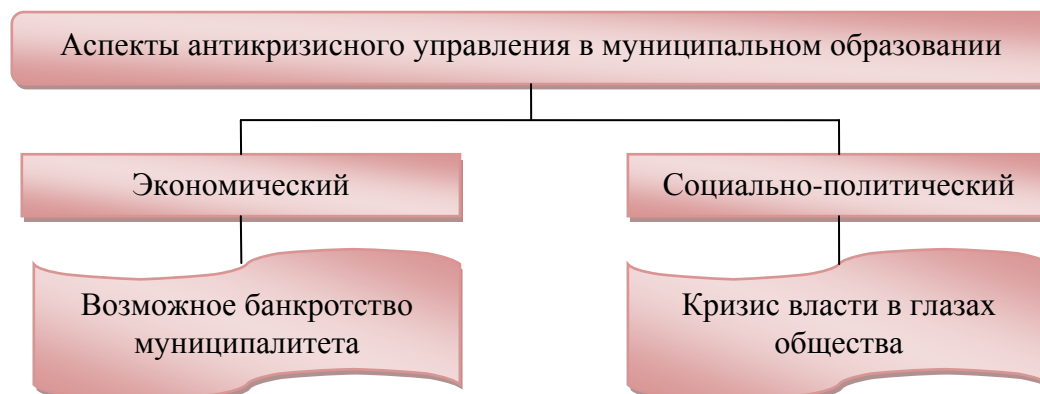 Аспекты антикризисного управления в муниципальном образовании
Экономический
Социально-политический
Возможное банкротство
муниципалитета
Кризис власти в глазах
общества